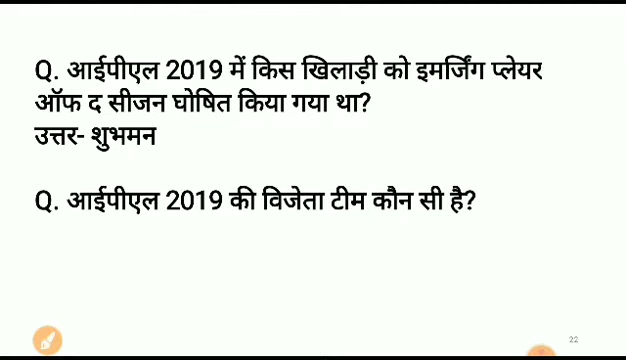 Q. आईपीएल 2019 में किस खिलाड़ी को इमर्जिंग प्लेयर
ऑफ द सीजन घोषित किया गया था?
उत्तर- शुभमन
Q. आईपीएल 2019 की विजेता टीम कौन सी है?
22